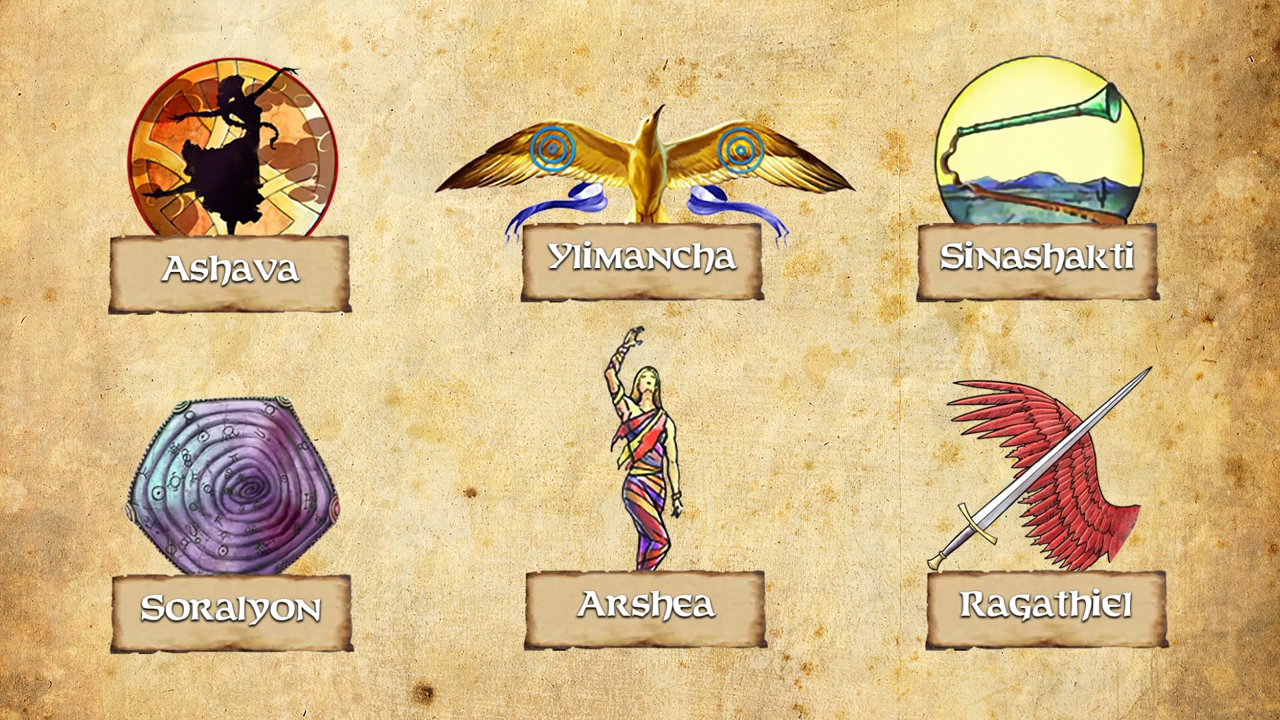 Ashava
Ylimancha
Sinashakti
Soralyon
Arshea
Ragathiel